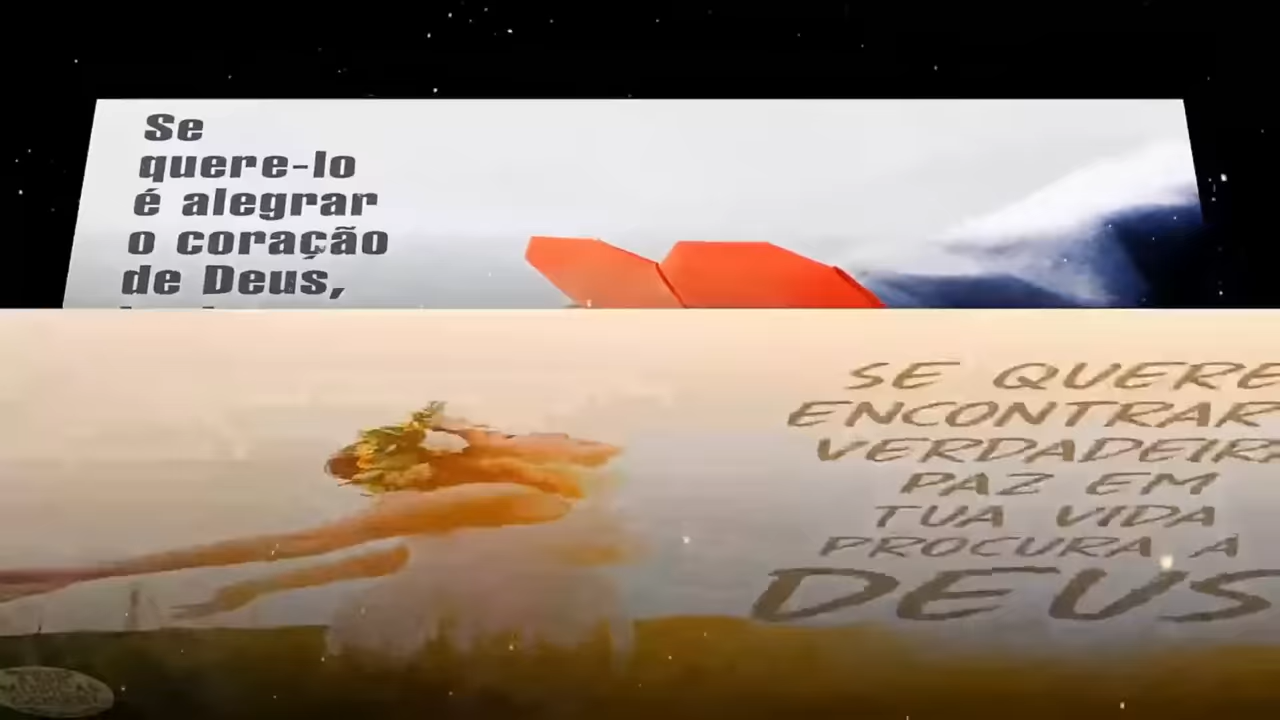 Se
quere-lo
é alegrar
o coração
de Deus,
SE QUERE
ENCONTRAR
VERDADEIRA
PAZ EM
TUA VIDA
PROCURA A
DEUS